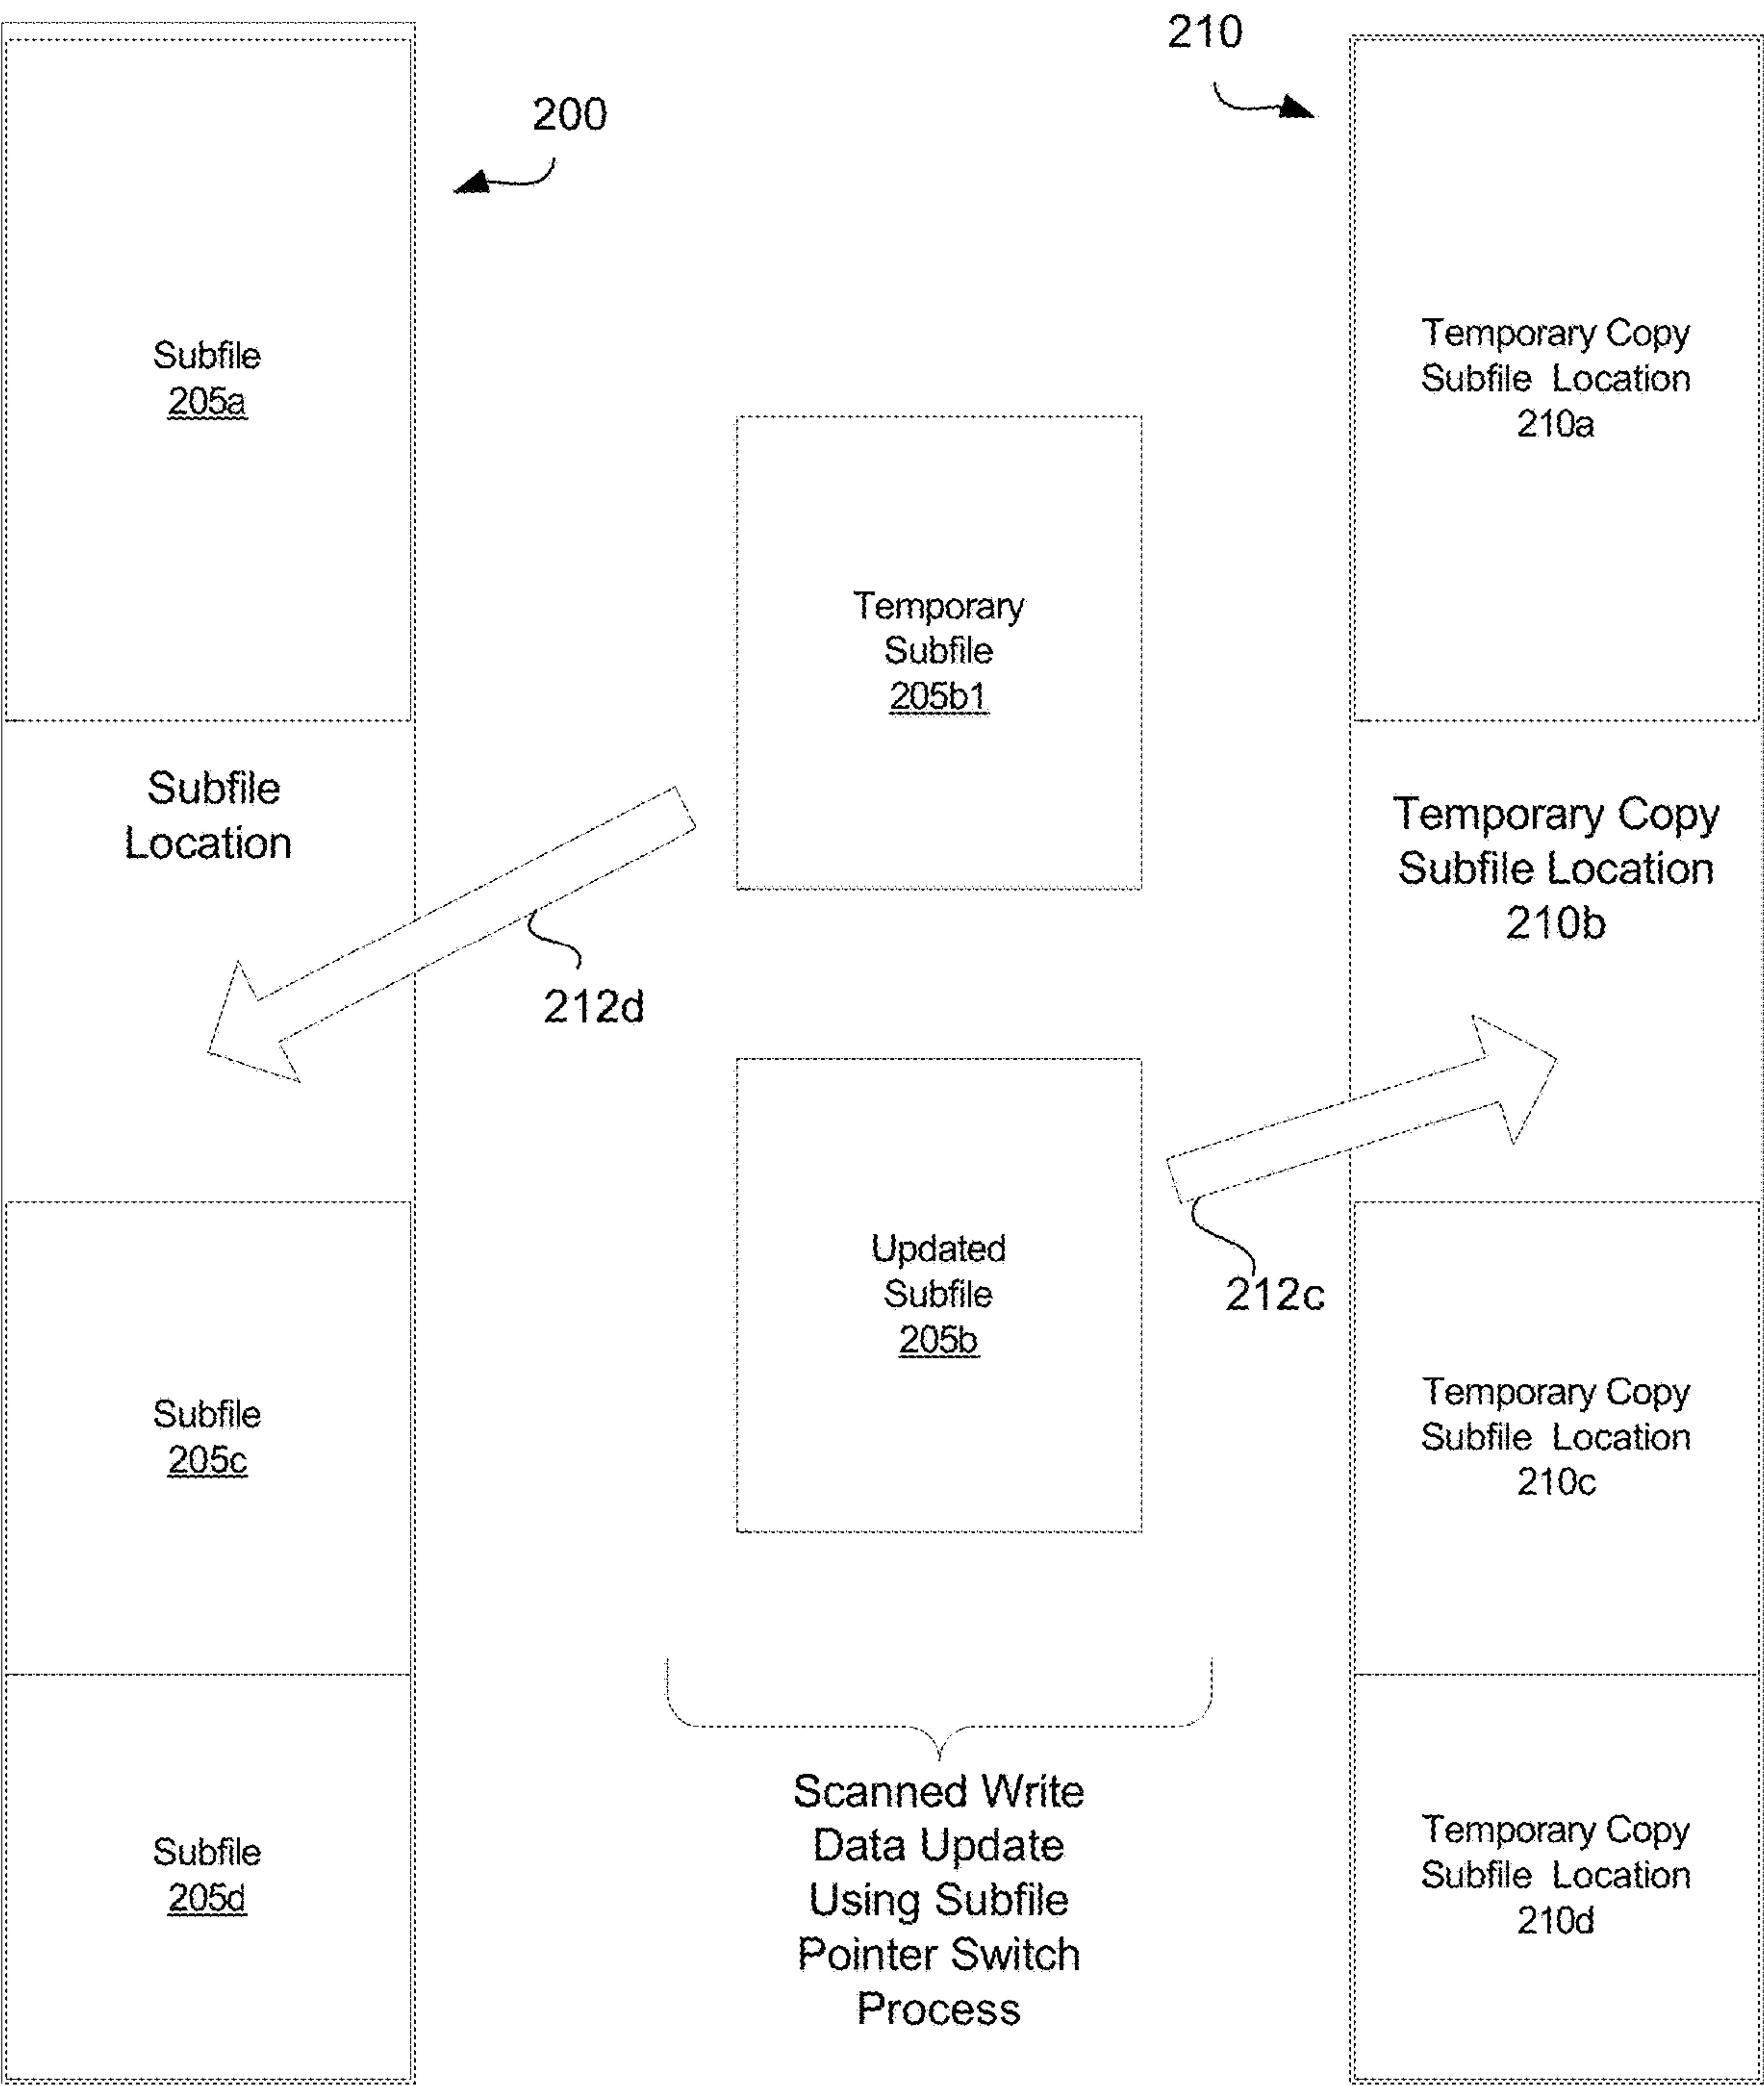 210
200
Subfile
205a
Temporary Copy
Subfile Location
210a
Temporary
Subfile
205b1
Subfile
Location
Temporary Copy
Subfile Location
210b
212d
Updated
Subfile
205b
212c
Subfile
205c
Temporary Copy
Subfile Location
210c
Scanned Write
Data Update
Using Subfile
Pointer Switch
Process
Subfile
205d
Temporary Copy
Subfile Location
210d